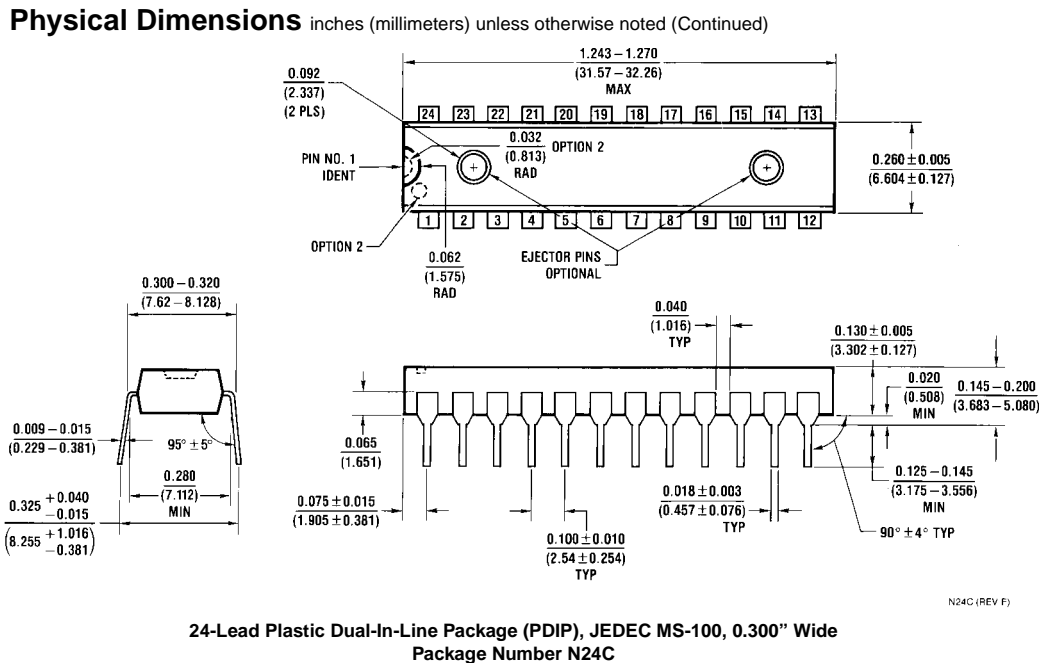 Physical Dimensions inches (millimeters) unless otherwise noted (Continued)
1.243 – 1.270
(31.57 – 32.26)
MAX
0.092
(2.337)
(2 PLS)
24 23 22 21 20 19 18 17 16 15 14 13
0.032
(0.813)
RAD
OPTION 2
PIN NO. 1
IDENT
0.260 ± 0.005
(6.604 ± 0.127)
1 2 3 4 5 6 7 8 9 10 11 12
OPTION 2
0.062
(1.575)
RAD
EJECTOR PINS
OPTIONAL
0.300 – 0.320
(7.62 – 8.128)
0.040
(1.016)
TYP
0.130 ± 0.005
(3.302 ± 0.127)
0.020
(0.508)
MIN
0.145 – 0.200
(3.683 – 5.080)
0.009 – 0.015
(0.229 – 0.381)
95° ± 5°
0.280
(7.112)
MIN
0.065
(1.651)
0.325 +0.040
–0.015
(8.255 +1.016
–0.381)
0.075 ± 0.015
(1.905 ± 0.381)
0.100 ± 0.010
(2.54 ± 0.254)
TYP
0.018 ± 0.003
(0.457 ± 0.076)
TYP
0.125 – 0.145
(3.175 – 3.556)
MIN
90° ± 4° TYP
N24C (REV F)
24-Lead Plastic Dual-In-Line Package (PDIP), JEDEC MS-100, 0.300” Wide
Package Number N24C